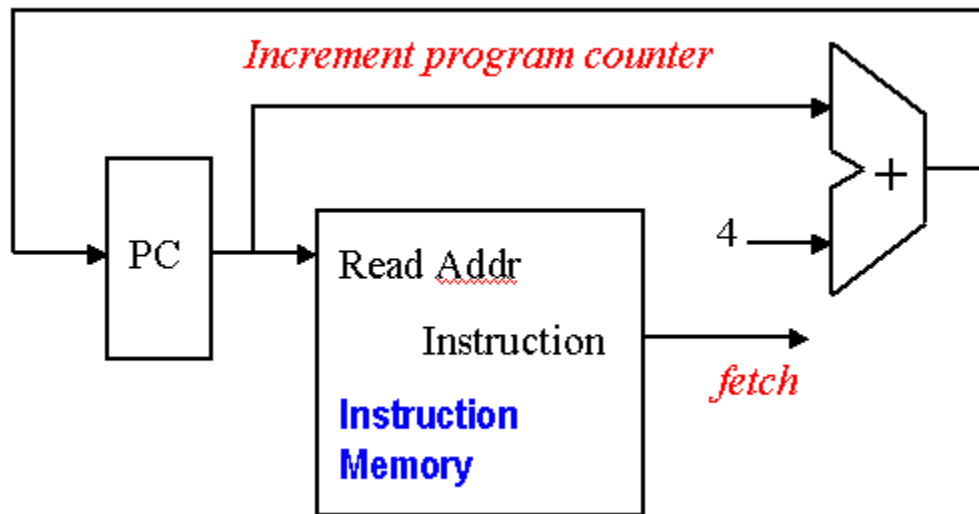 Increment program counter
+
4
PC
Read Addr
Instruction
fetch
Instruction
Memory